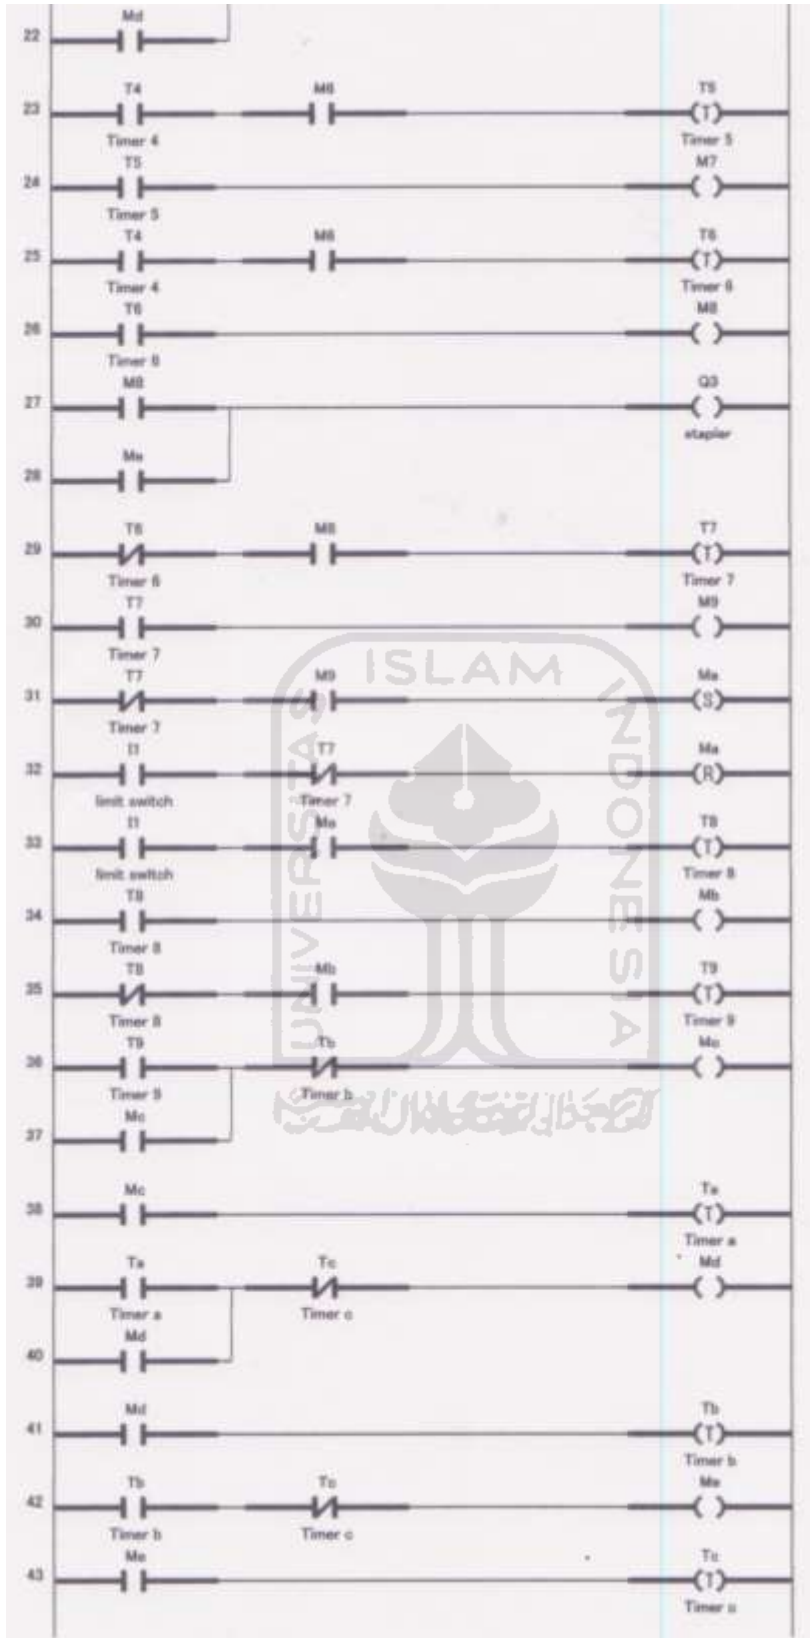 Md
22
T4 M6 T5
23
Timer 4 Timer 5
T5 M7
24
Timer 5
T4 M6 T6
25
Timer 4 Timer 6
T6 M8
26
Timer 6
M8 Q3
27
stapler
Me
28
T6 M8 T7
29
Timer 6 Timer 7
T7 M9
30
Timer 7
T7 M9 Ma
31 S
Timer 7
I1 T7 Ma
32 R
limit switch Timer 7
I1 Ma T8
33
limit switch Timer 8
T8 Mb
34
Timer 8
T8 Mb T9
35
Timer 8 Timer 9
T9 Tb Mc
36
Timer 9 Timer b
Mc
37
Mc Ta
38
Timer a
Ta Tc Md
39
Timer a Timer c
Md
40
Md Tb
41
Timer b
Tb Tc Me
42
Timer b Timer c
Me Tc
43
Timer c
UNIVERSITAS
ISLAM
INDONESIA